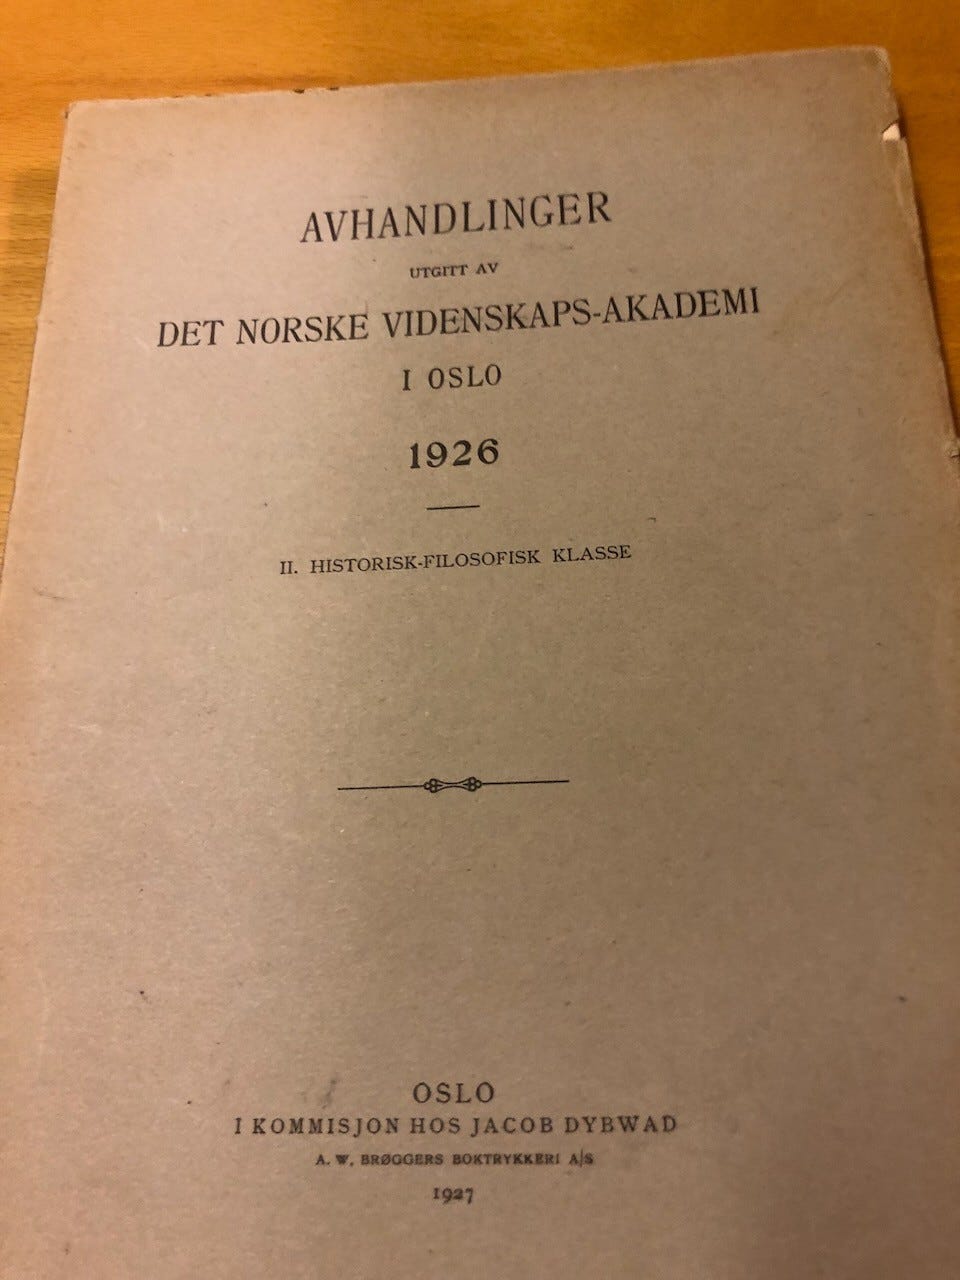 AVHANDLINGER
UTGITT AV
DET NORSKE VIDENSKAPS-AKADEMI
I OSLO
1926
II. HISTORISK-FILOSOFISK KLASSE
OSLO
I KOMMISJON HOS JACOB DYBWAD
A. W. BRØGGERS BOKTRYKKERI A/S
1927